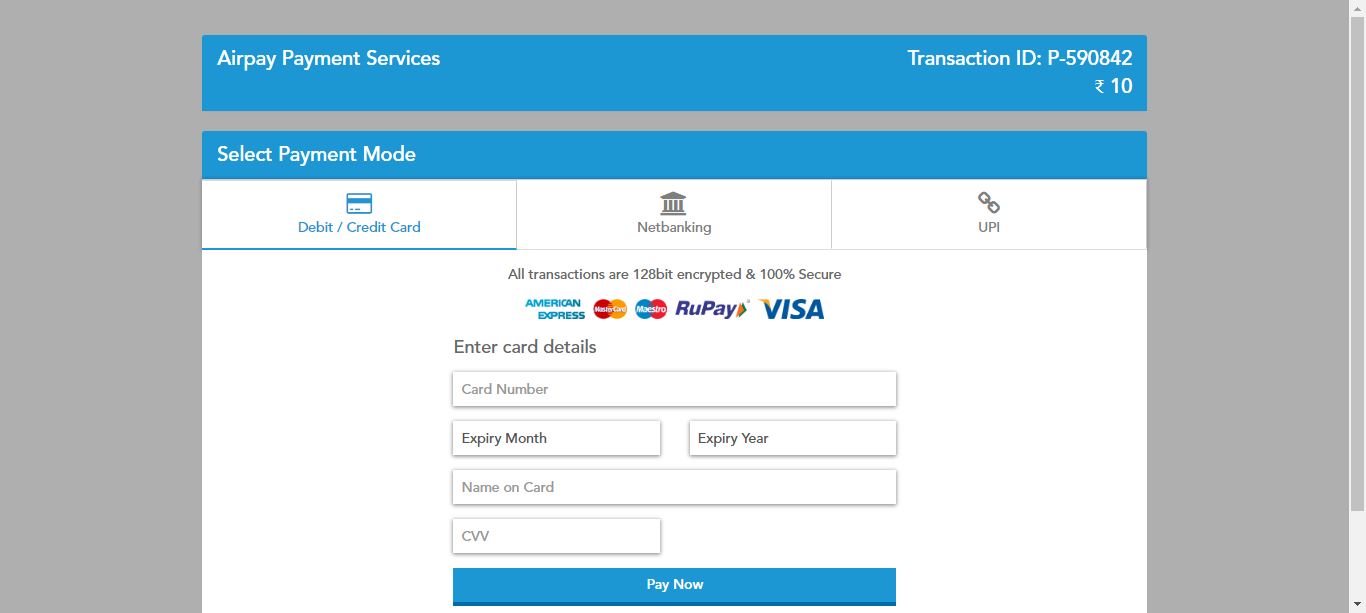 Airpay Payment Services
Transaction ID: P-590842
₹ 10
Select Payment Mode
Debit / Credit Card
Netbanking
UPI
All transactions are 128bit encrypted & 100% Secure
AMERICAN EXPRESS MasterCard Maestro RuPay VISA
Enter card details
Card Number
Expiry Month
Expiry Year
Name on Card
CVV
Pay Now